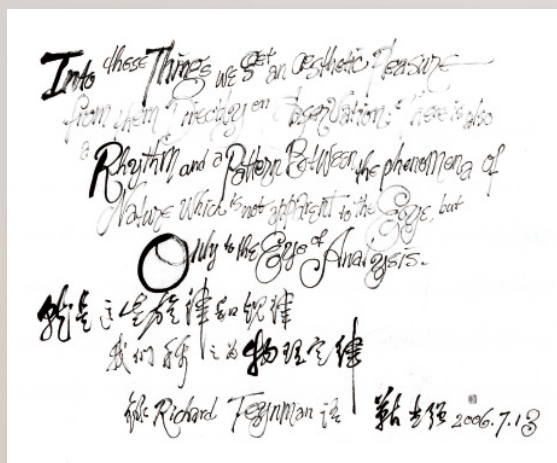 Into these Things we get an Aesthetic Pleasure
from them Directly on Observation. There is also
a Rhythm and a Pattern Between the phenomena of
Nature Which is not apparent to the Eye, but
Only to the Eye of Analysis.
就是这些旋律和规律
我们称之为物理定律
录 Richard Feynman 语 2006.7.13